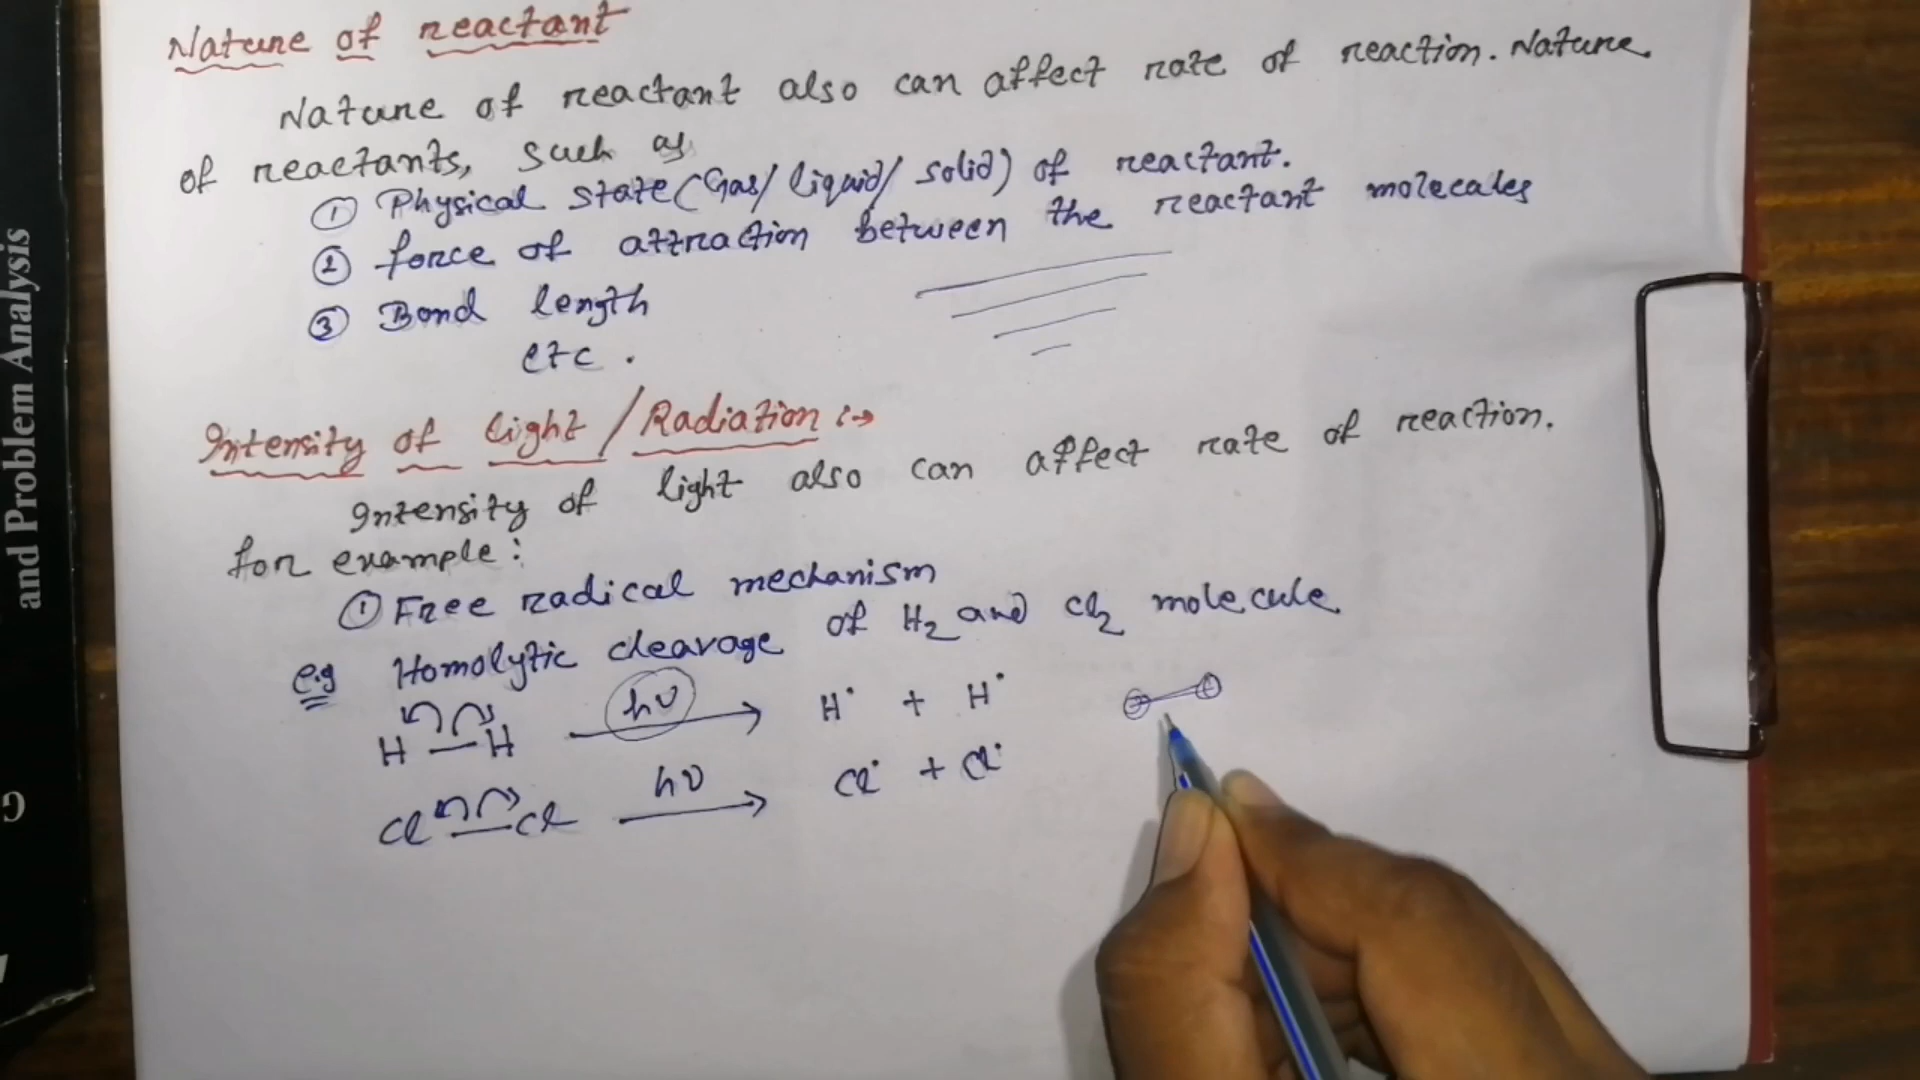 Nature of reactant
Nature of reactant also can affect rate of reaction. Nature
of reactants, such as
① Physical state (Gas/ liquid/ solid) of reactant.
② force of attraction between the reactant molecules
③ Bond length
etc.
Intensity of light / Radiation :→
Intensity of light also can affect rate of reaction.
for example:
① Free radical mechanism
e.g Homolytic cleavage of H₂ and Cl₂ molecule
H — H hν → H• + H•
Cl — Cl hν → Cl• + Cl•
and Problem Analysis